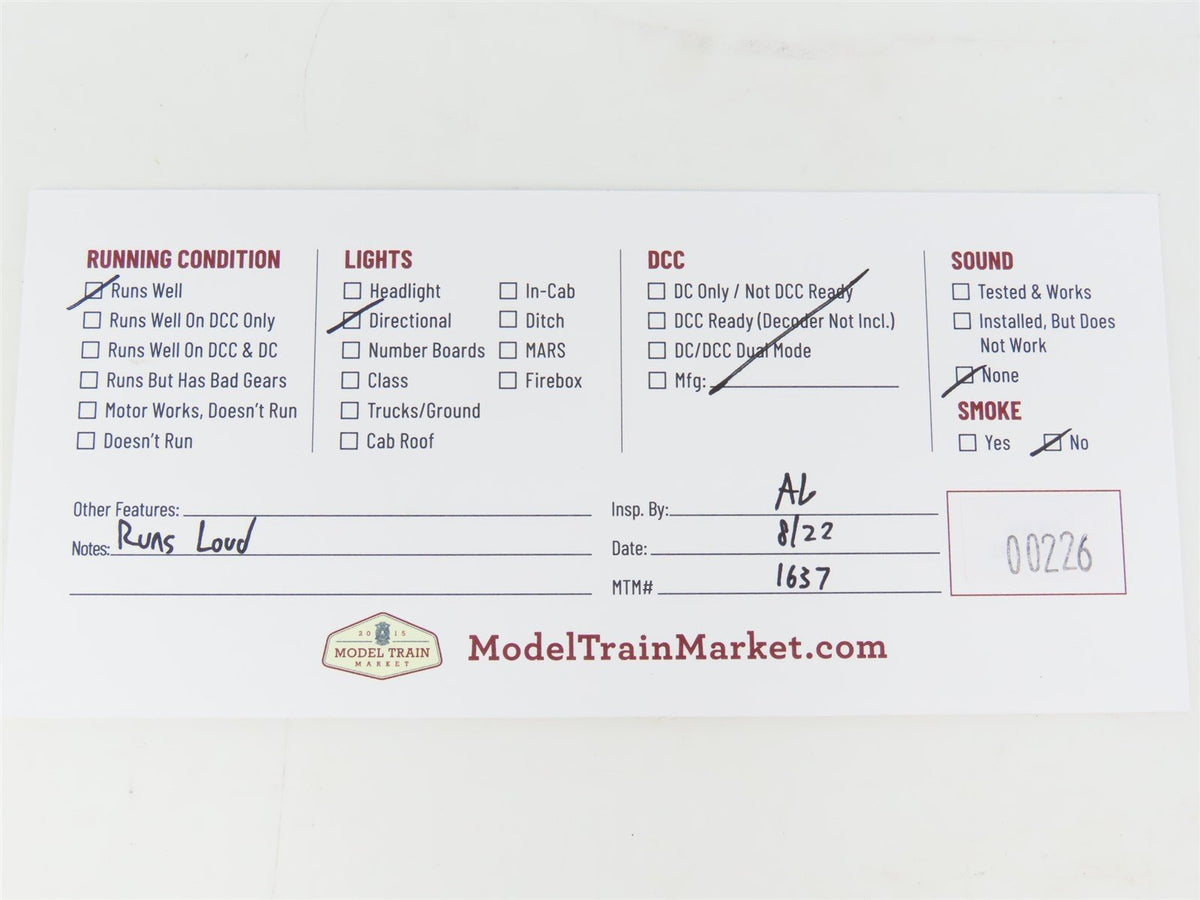 RUNNING CONDITION
Runs Well
Runs Well On DCC Only
Runs Well On DCC & DC
Runs But Has Bad Gears
Motor Works, Doesn't Run
Doesn't Run
LIGHTS
Headlight
Directional
Number Boards
Class
Trucks/Ground
Cab Roof
In-Cab
Ditch
MARS
Firebox
DCC
DC Only / Not DCC Ready
DCC Ready (Decoder Not Incl.)
DC/DCC Dual Mode
Mfg:
SOUND
Tested & Works
Installed, But Does
Not Work
None
SMOKE
Yes No
Other Features:
Notes: Runs Loud
Insp. By: AL
Date: 8/22
MTM# 1637
00226
2015
MODEL TRAIN
MARKET
ModelTrainMarket.com